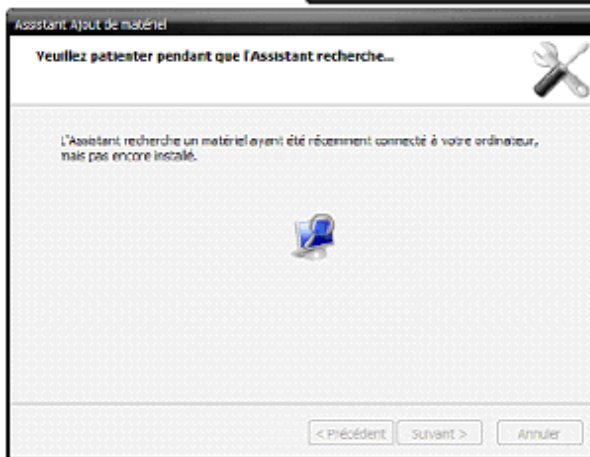 Assistant Ajout de matériel
Veuillez patienter pendant que l'Assistant recherche...
L'Assistant recherche un matériel ayant été récemment connecté à votre ordinateur,
mais pas encore installé.
< Précédent
Suivant >
Annuler